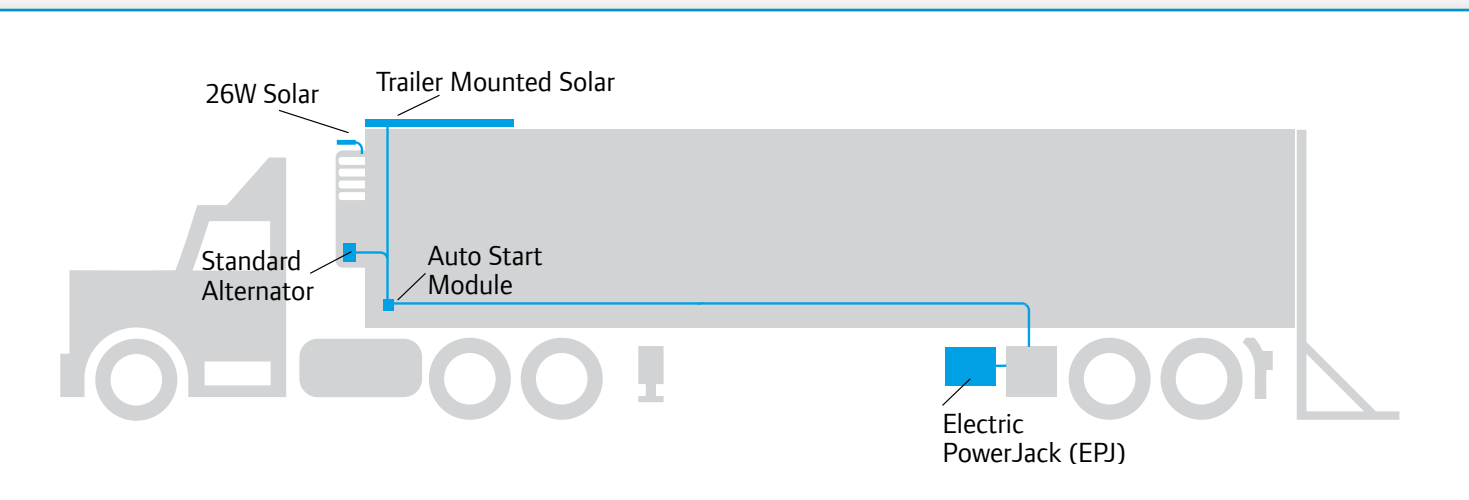 Trailer Mounted Solar
26W Solar
Standard
Alternator
Auto Start
Module
Electric
PowerJack (EPJ)